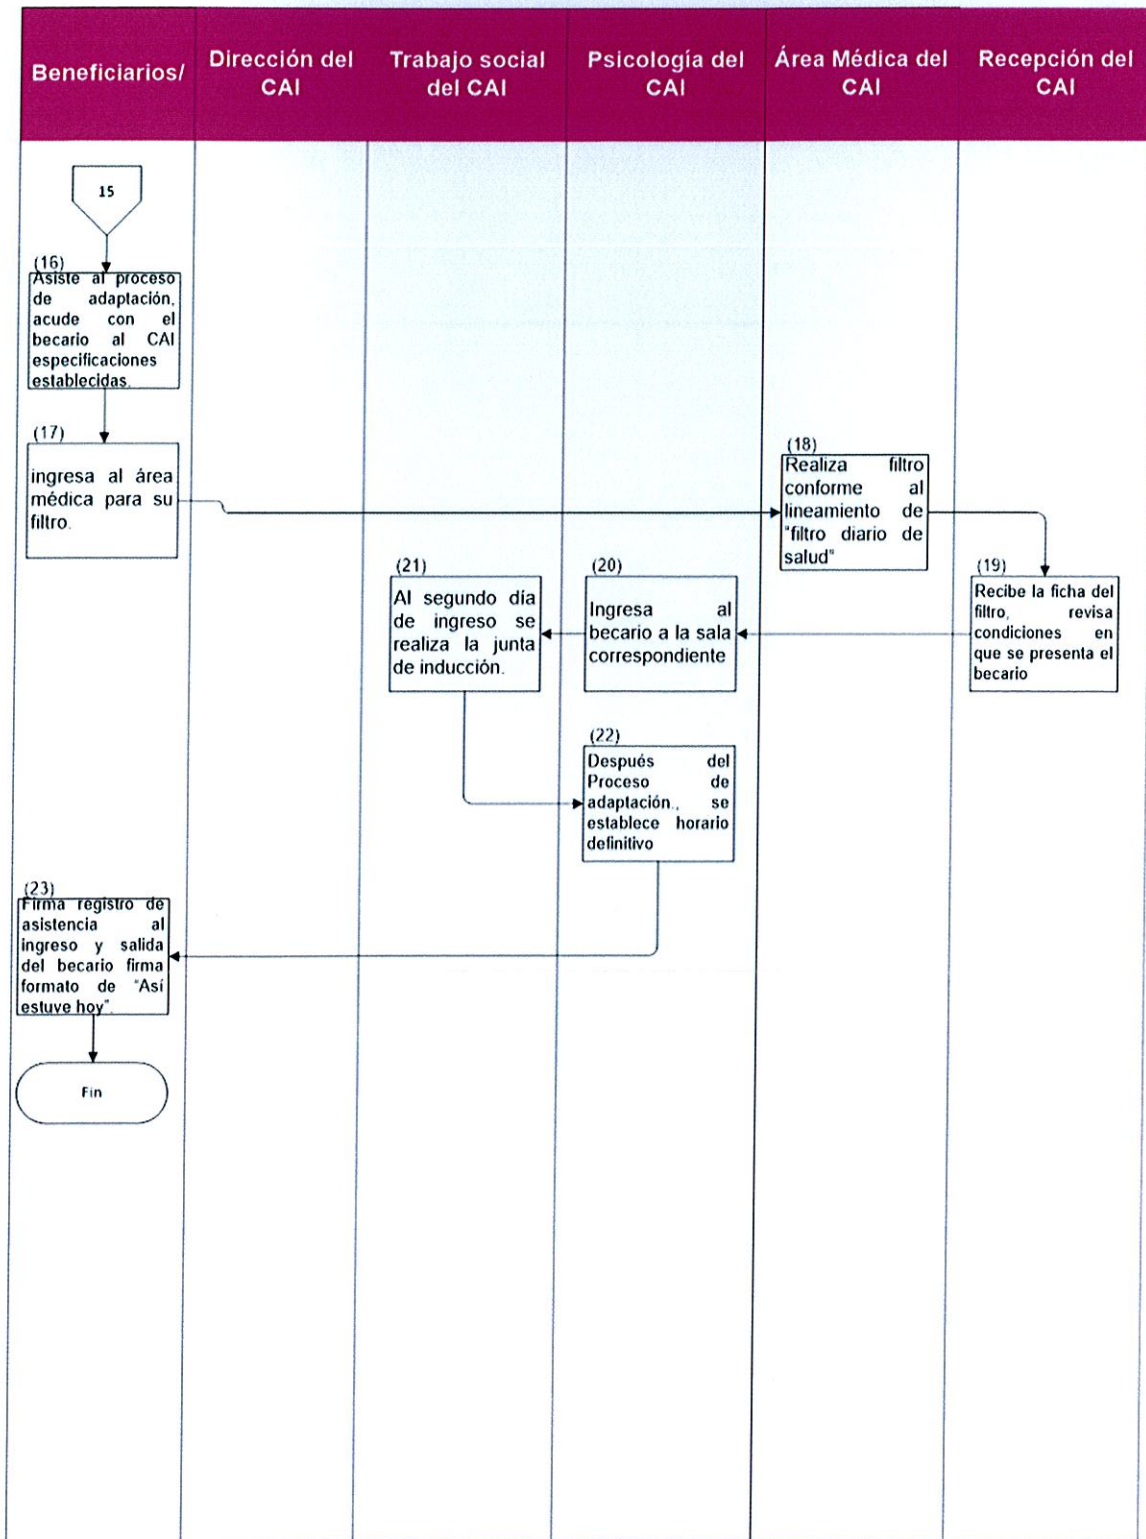 Beneficiarios/
Dirección del
CAI
Trabajo social
del CAI
Psicología del
CAI
Área Médica del
CAI
Recepción del
CAI
15
(16)
Asiste al proceso
de adaptación,
acude con el
becario al CAI
especificaciones
establecidas.
(17)
ingresa al área
médica para su
filtro.
(18)
Realiza filtro
conforme al
lineamiento de
"filtro diario de
salud"
(19)
Recibe la ficha del
filtro, revisa
condiciones en
que se presenta el
becario
(20)
Ingresa al
becario a la sala
correspondiente
(21)
Al segundo día
de ingreso se
realiza la junta
de inducción.
(22)
Después del
Proceso de
adaptación., se
establece horario
definitivo
(23)
Firma registro de
asistencia al
ingreso y salida
del becario firma
formato de "Así
estuve hoy".
Fin